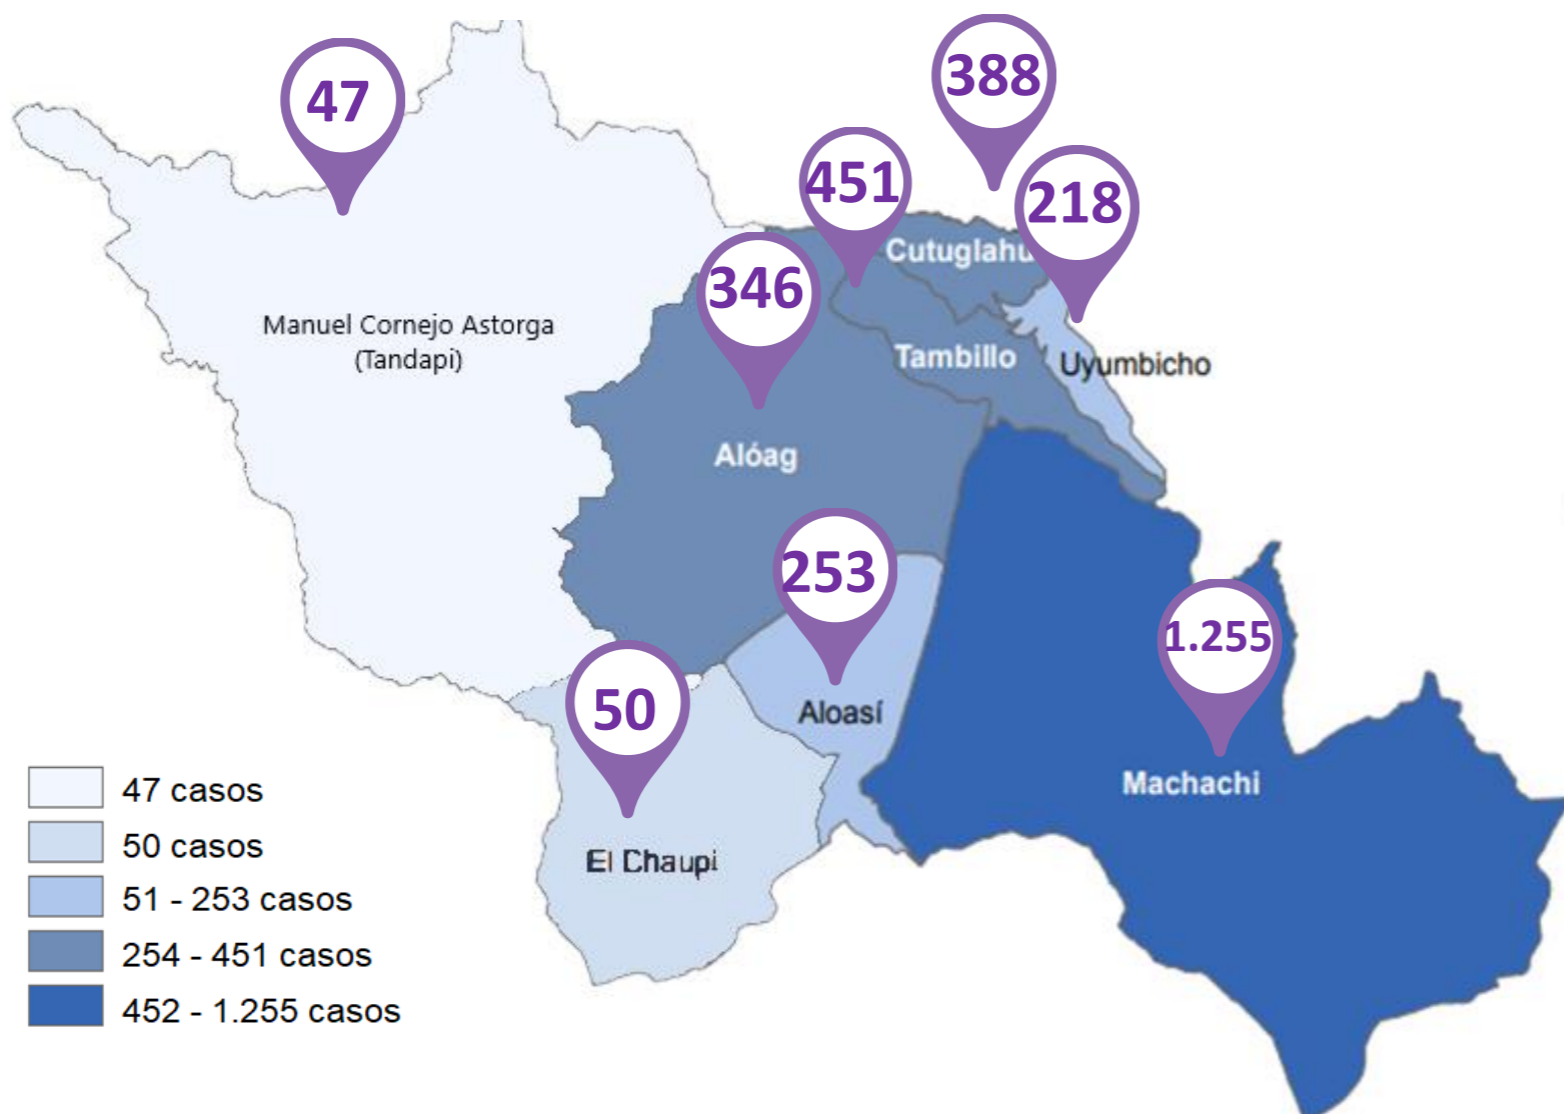 388
47
451
218
Cutuglahu
346
Manuel Cornejo Astorga
(Tandapi)
Tambillo
Uyumbicho
Alóag
253
1.255
50
Aloasí
Machachi
El Chaupi
47 casos
50 casos
51 - 253 casos
254 - 451 casos
452 - 1.255 casos